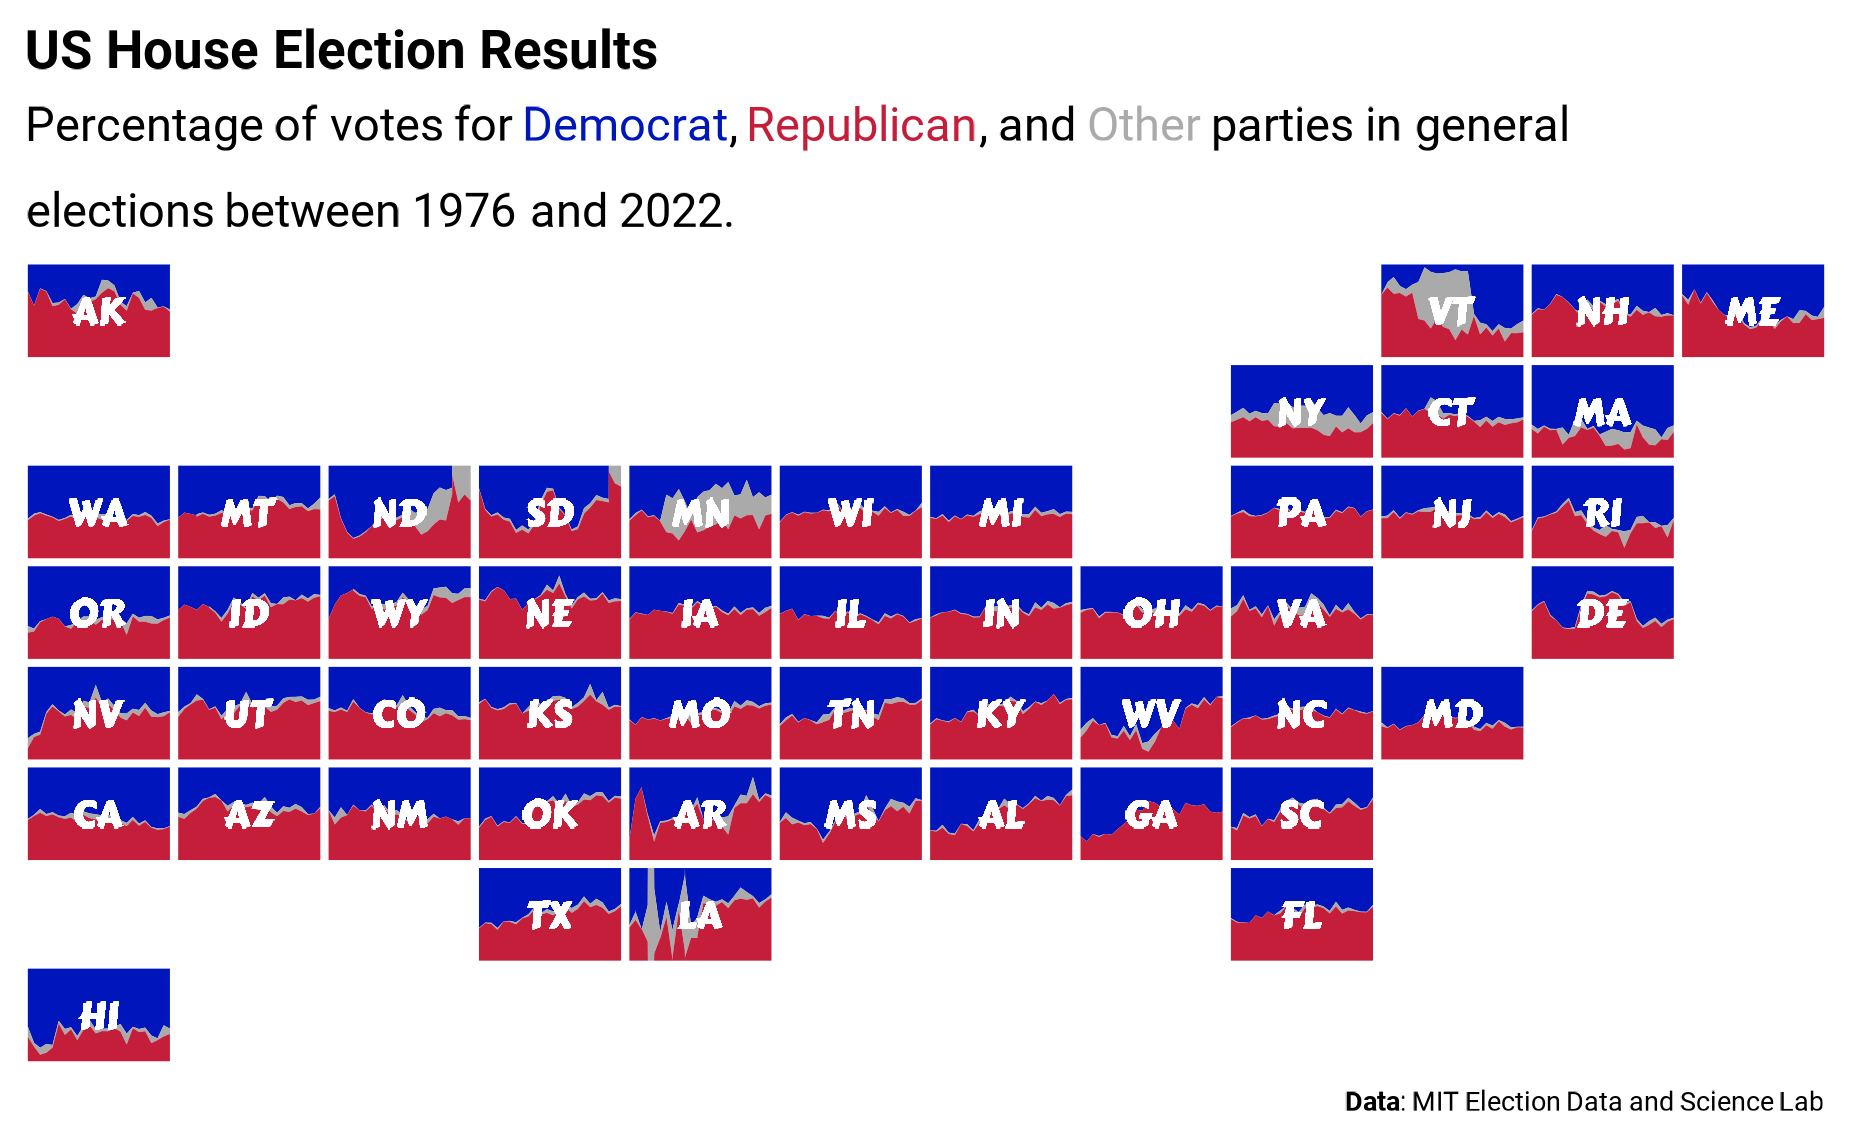 US House Election Results
Percentage of votes for Democrat, Republican, and Other parties in general
elections between 1976 and 2022.
AK VT NH ME
NY CT MA
WA MT ND SD MN WI MI PA NJ RI
OR ID WY NE IA IL IN OH VA DE
NV UT CO KS MO TN KY WV NC MD
CA AZ NM OK AR MS AL GA SC
TX LA FL
HI
Data: MIT Election Data and Science Lab